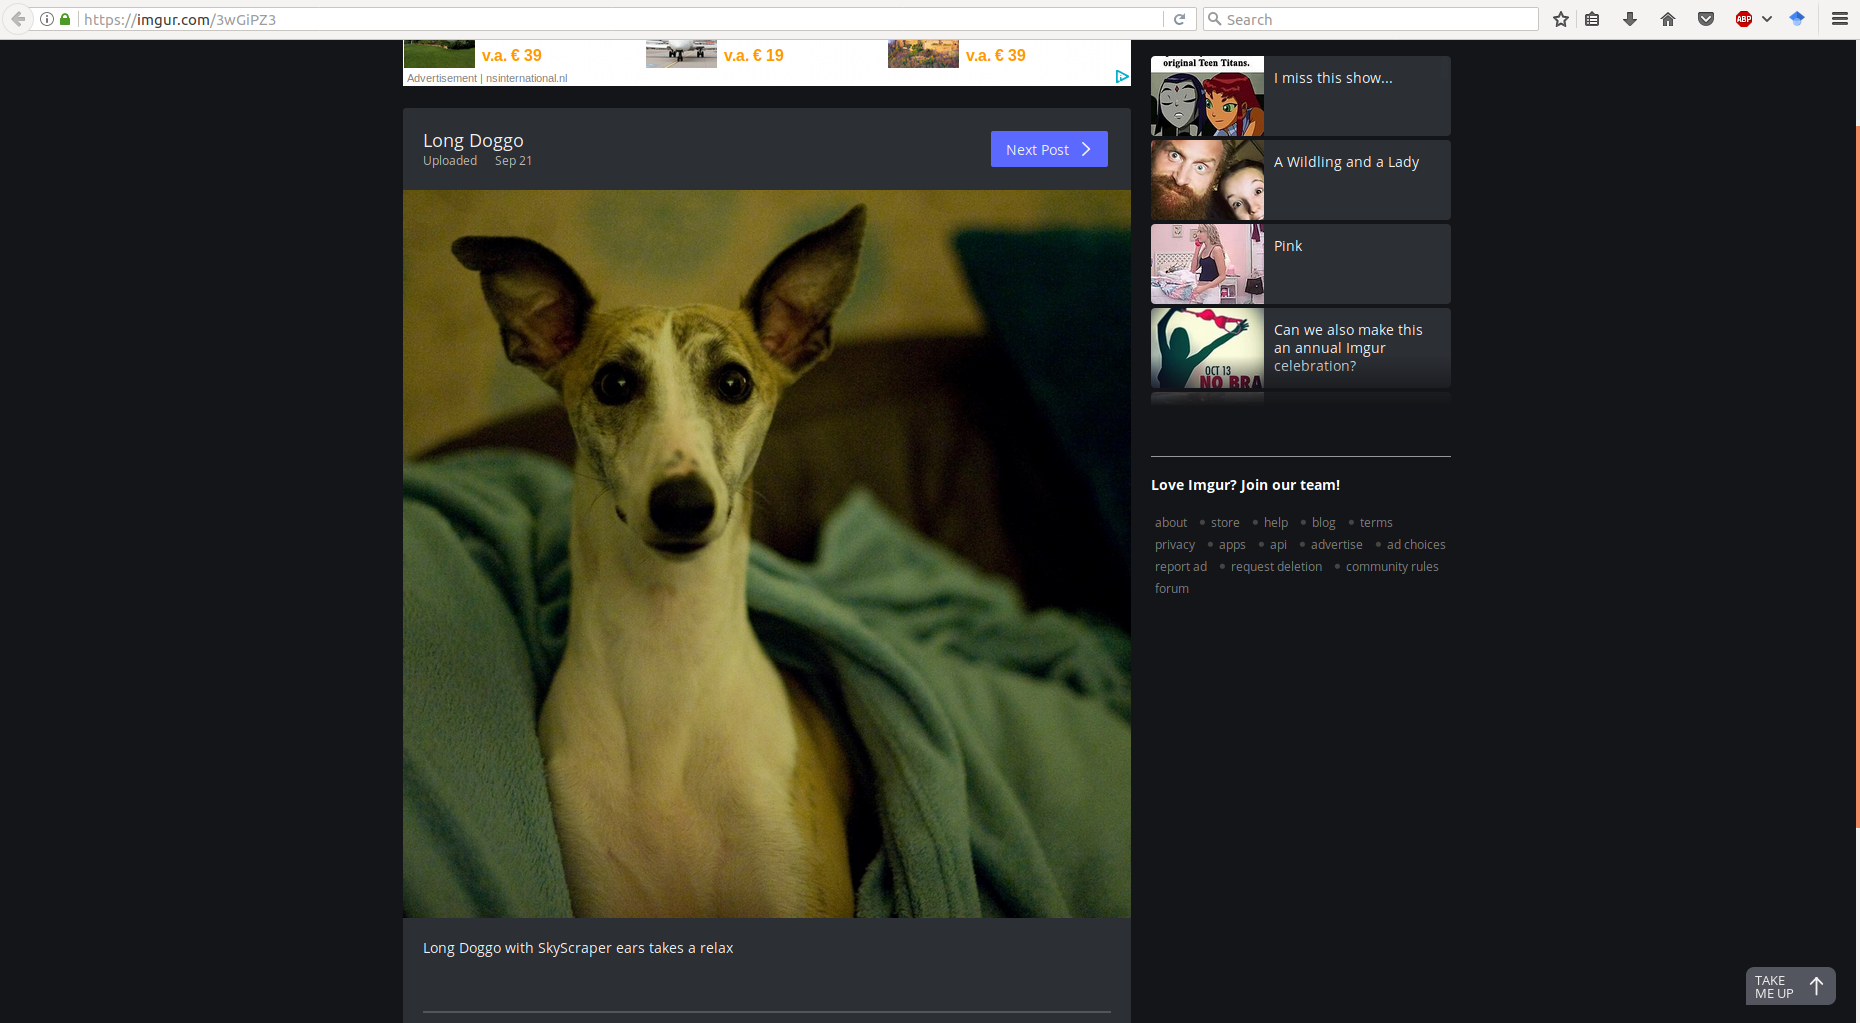 https://imgur.com/3wGiPZ3
Search
ABP
v.a. € 39
v.a. € 19
v.a. € 39
Advertisement | nsinternational.nl
Long Doggo
Uploaded Sep 21
Next Post
Long Doggo with SkyScraper ears takes a relax
original Teen Titans.
I miss this show...
A Wildling and a Lady
Pink
OCT 13
NO BRA
Can we also make this
an annual Imgur
celebration?
Love Imgur? Join our team!
about • store • help • blog • terms
privacy • apps • api • advertise • ad choices
report ad • request deletion • community rules
forum
TAKE
ME UP